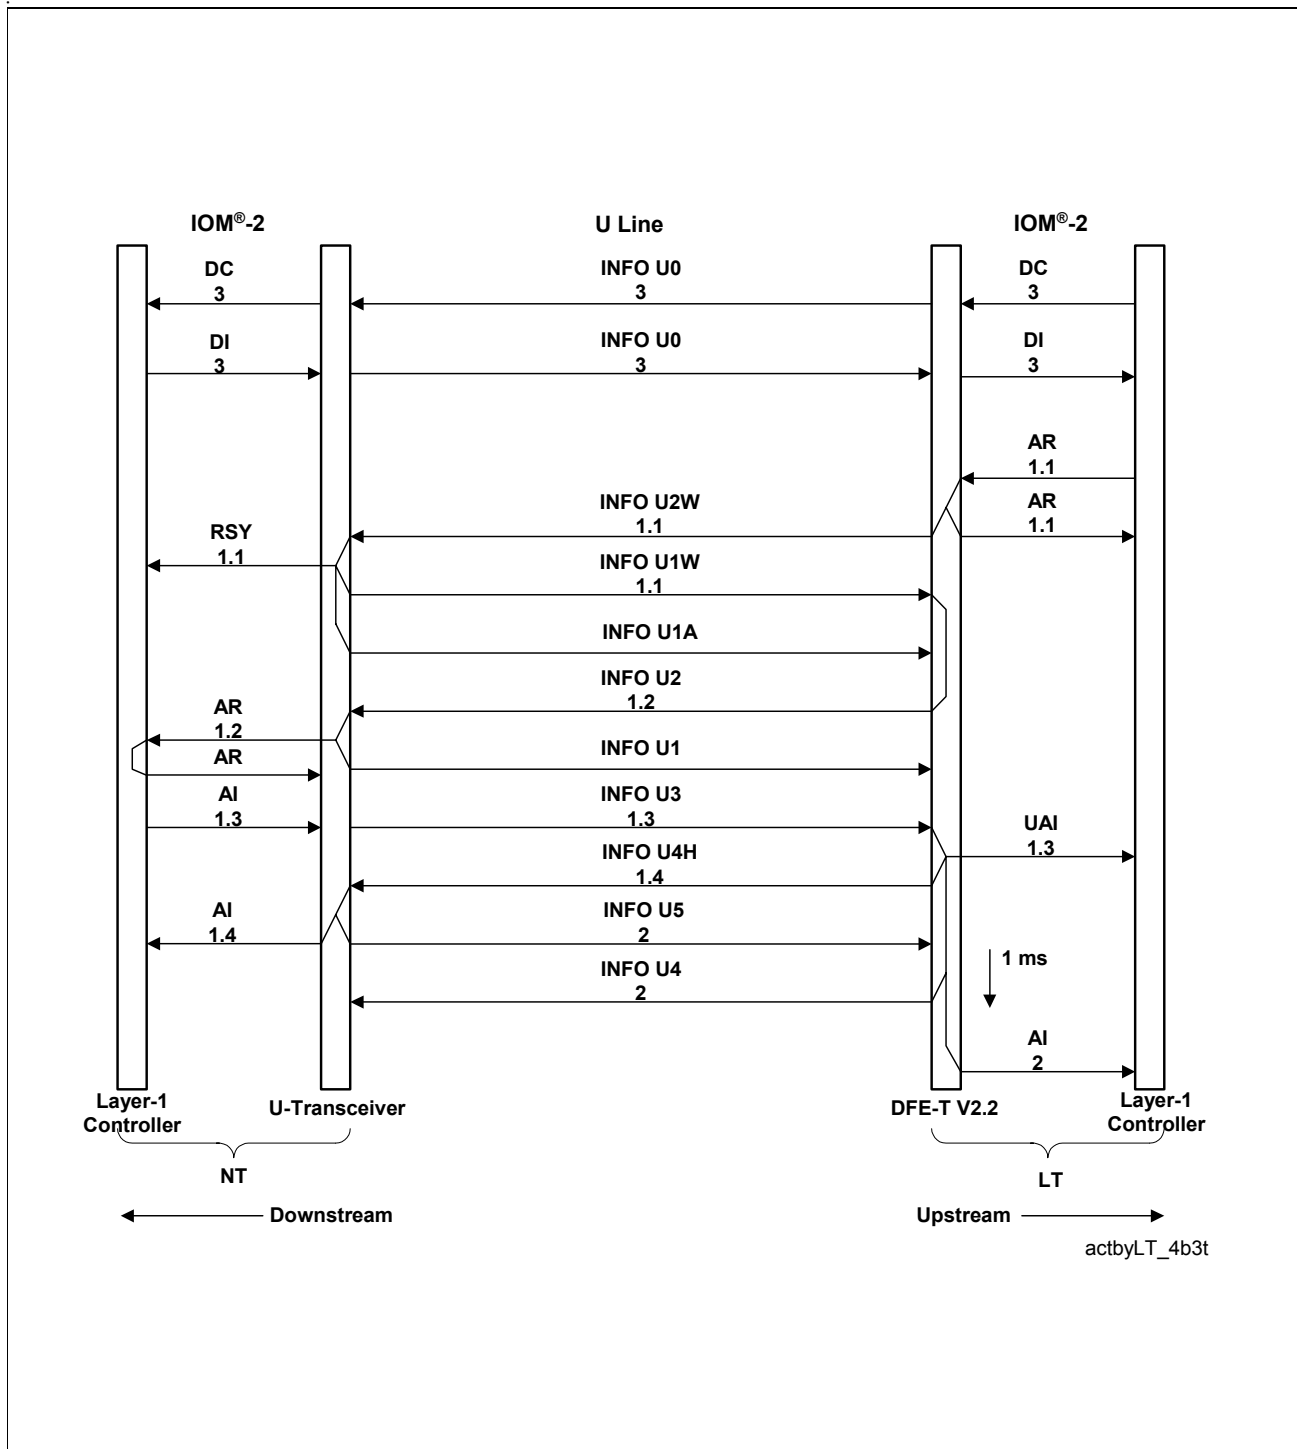 IOM®-2 U Line IOM®-2
DC INFO U0 DC
3 3 3
DI INFO U0 DI
3 3 3
AR
1.1
INFO U2W AR
1.1 1.1
RSY
1.1
INFO U1W
1.1
INFO U1A
INFO U2
1.2
AR
1.2
INFO U1
AR
AI INFO U3
1.3 1.3
UAI
1.3
INFO U4H
1.4
AI INFO U5
1.4 2
1 ms
INFO U4
2
AI
2
Layer-1 Controller
U-Transceiver
DFE-T V2.2
Layer-1 Controller
NT LT
Downstream Upstream
actbyLT_4b3t